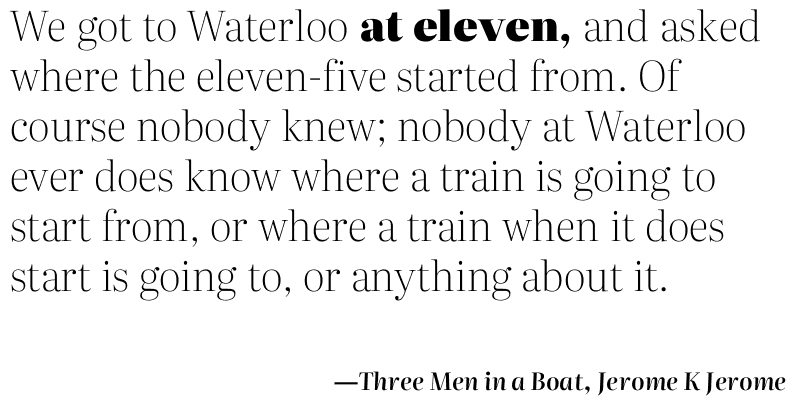 We got to Waterloo at eleven, and asked
where the eleven-five started from. Of
course nobody knew; nobody at Waterloo
ever does know where a train is going to
start from, or where a train when it does
start is going to, or anything about it.
—Three Men in a Boat, Jerome K Jerome